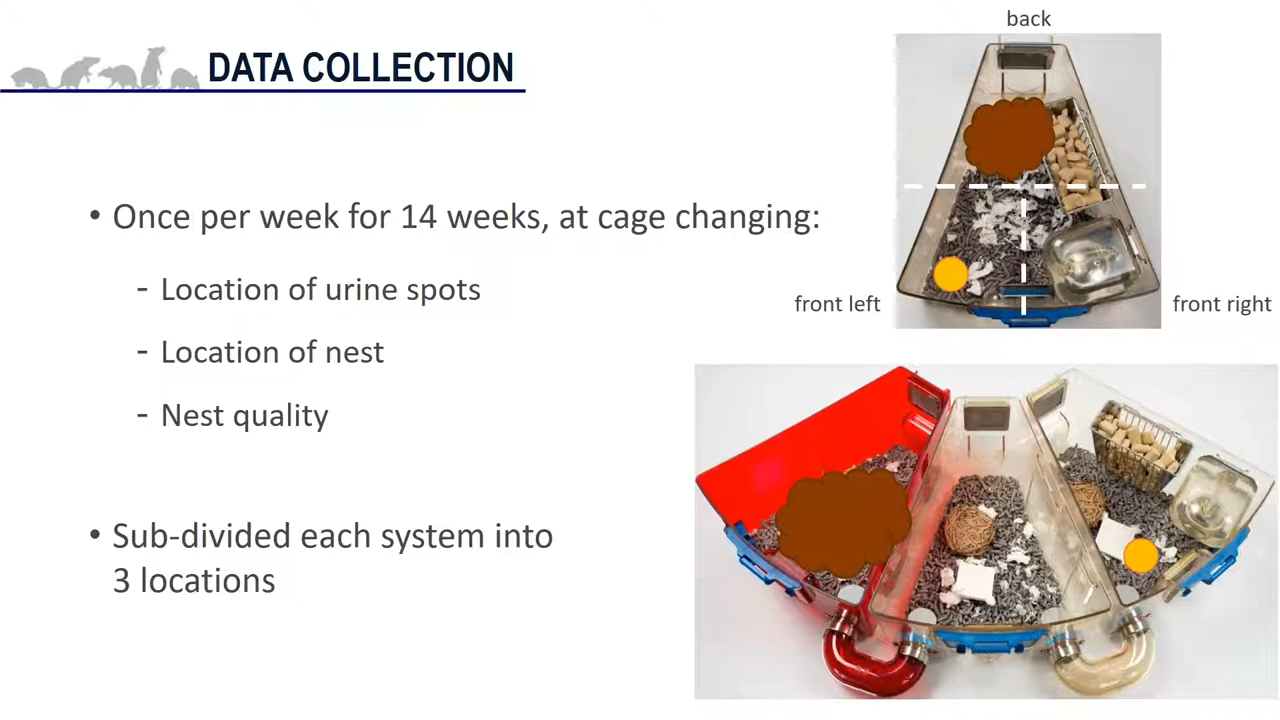 back
DATA COLLECTION
• Once per week for 14 weeks, at cage changing:
- Location of urine spots
- Location of nest
- Nest quality
front left
front right
• Sub-divided each system into
3 locations